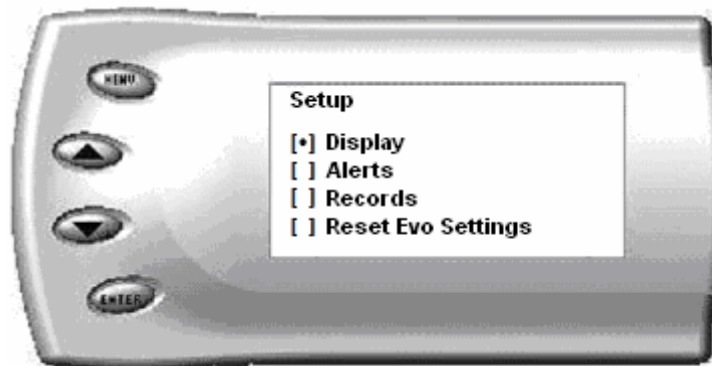 MENU
Setup
[•] Display
[ ] Alerts
[ ] Records
[ ] Reset Evo Settings
ENTER